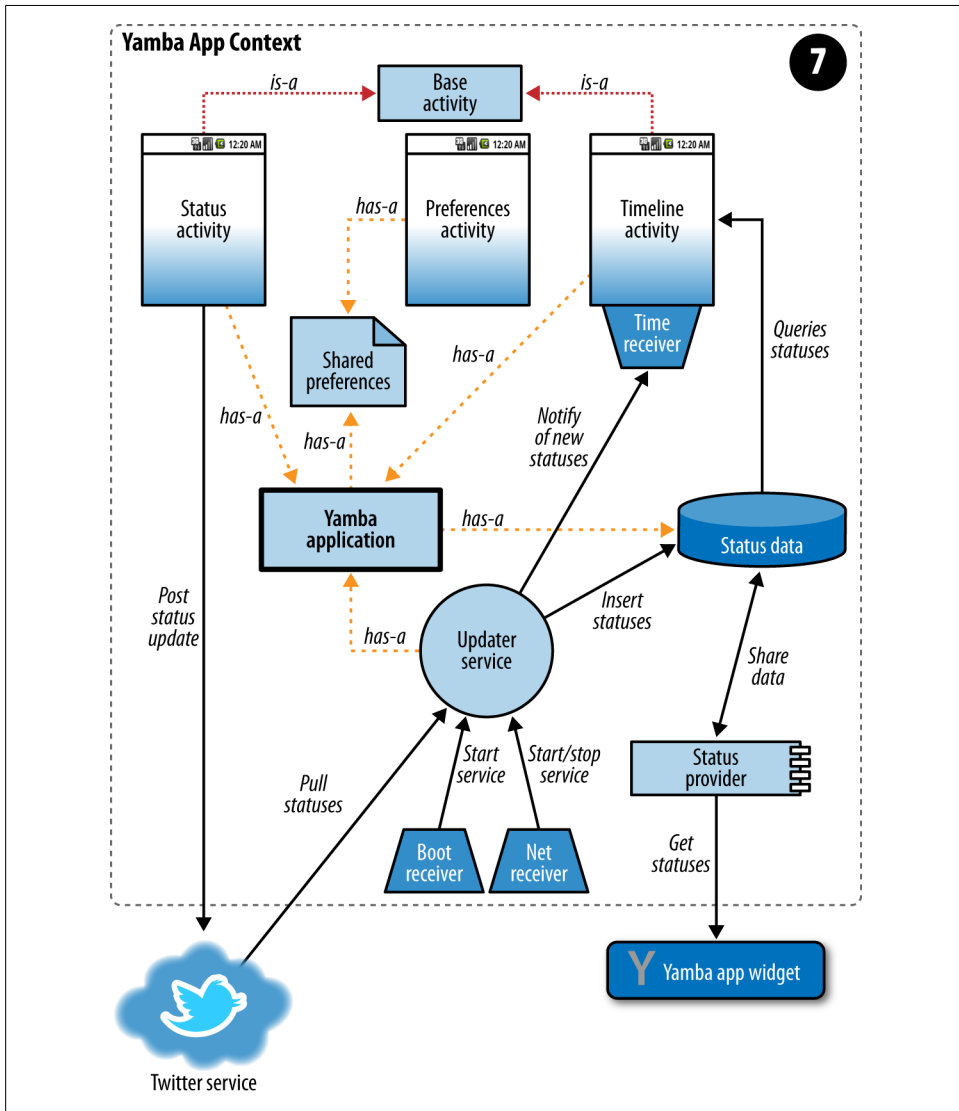 Yamba App Context
7
is-a
Base
activity
is-a
12:20 AM
12:20 AM
12:20 AM
Status
activity
has-a
Preferences
activity
Timeline
activity
Time
receiver
Queries
statuses
Shared
preferences
has-a
has-a
has-a
Notify
of new
statuses
Yamba
application
has-a
Status data
Post
status
update
has-a
Updater
service
Insert
statuses
Share
data
Pull
statuses
Start
service
Start/stop
service
Status
provider
Boot
receiver
Net
receiver
Get
statuses
Y Yamba app widget
Twitter service